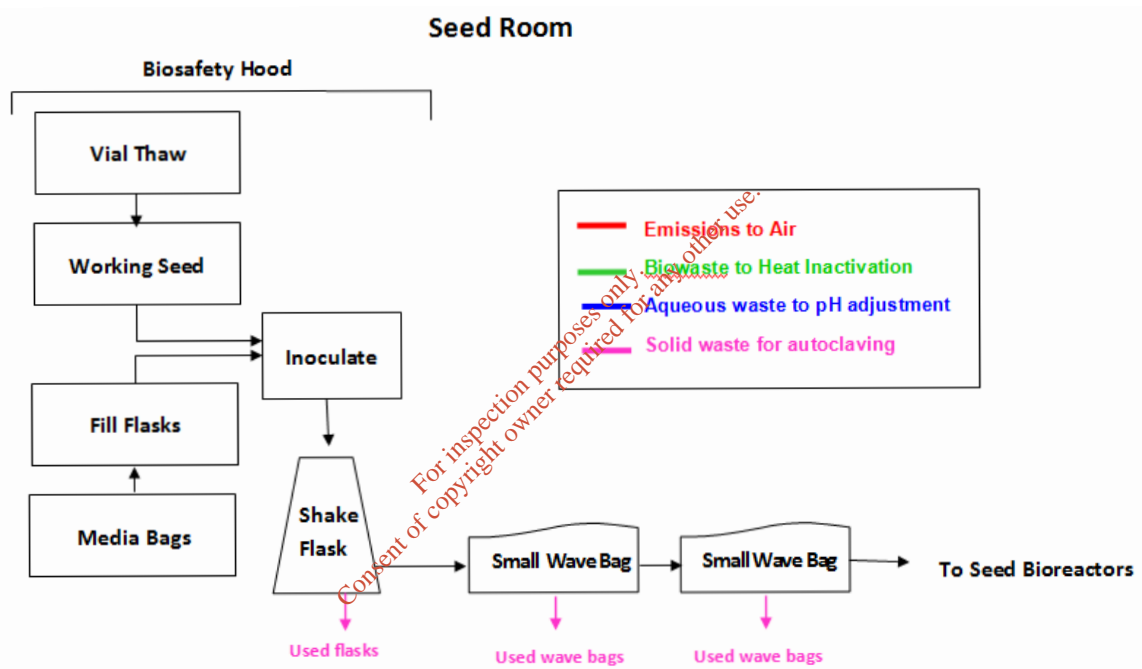 Seed Room
Biosafety Hood
Vial Thaw
Working Seed
Inoculate
Fill Flasks
Media Bags
Shake
Flask
Small Wave Bag
Small Wave Bag
To Seed Bioreactors
Used flasks
Used wave bags
Used wave bags
Emissions to Air
Biowaste to Heat Inactivation
Aqueous waste to pH adjustment
Solid waste for autoclaving
For inspection purposes only.
Consent of copyright owner required for any other use.